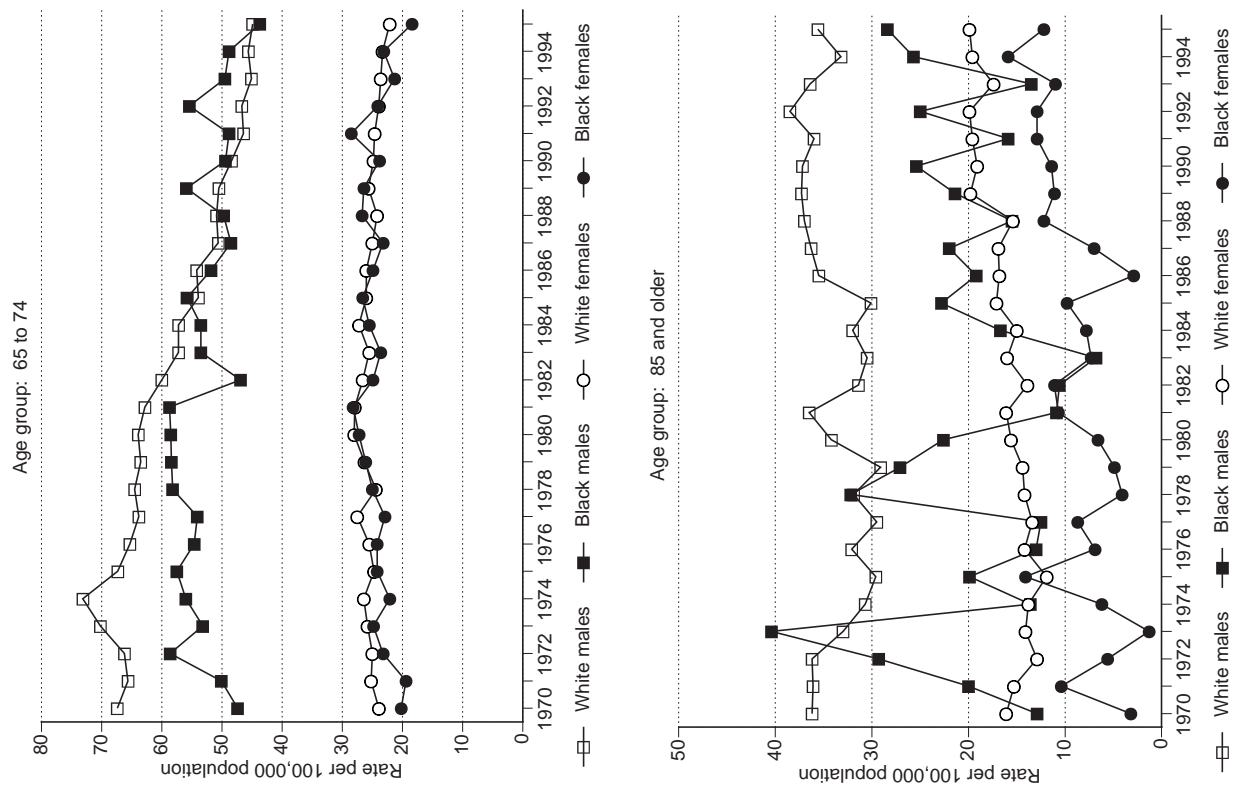 Age group: 65 to 74
Rate per 100,000 population
80
70
60
50
40
30
20
10
0
1970 1972 1974 1976 1978 1980 1982 1984 1986 1988 1990 1992 1994
White males Black males White females Black females
Age group: 85 and older
Rate per 100,000 population
50
40
30
20
10
0
1970 1972 1974 1976 1978 1980 1982 1984 1986 1988 1990 1992 1994
White males Black males White females Black females